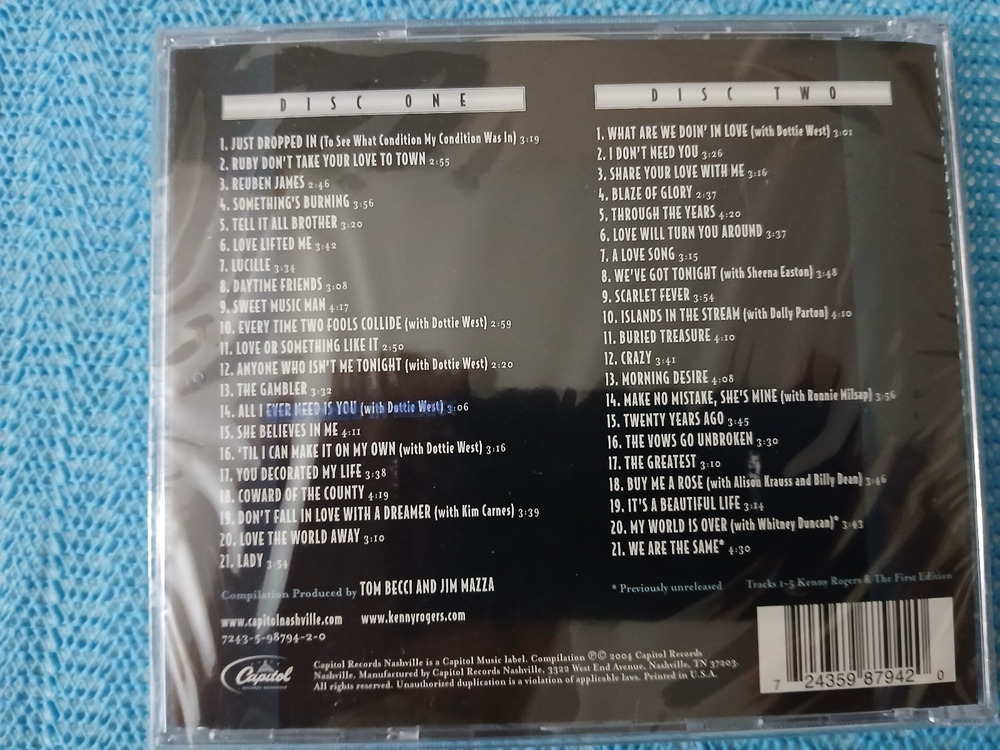 DISC ONE
1. JUST DROPPED IN (To See What Condition My Condition Was In) 3:19
2. RUBY DON'T TAKE YOUR LOVE TO TOWN 2:55
3. REUBEN JAMES 2:46
4. SOMETHING'S BURNING 3:56
5. TELL IT ALL BROTHER 3:20
6. LOVE LIFTED ME 3:42
7. LUCILLE 3:34
8. DAYTIME FRIENDS 3:08
9. SWEET MUSIC MAN 4:17
10. EVERY TIME TWO FOOLS COLLIDE (with Dottie West) 2:59
11. LOVE OR SOMETHING LIKE IT 2:50
12. ANYONE WHO ISN'T ME TONIGHT (with Dottie West) 2:20
13. THE GAMBLER 3:32
14. ALL I EVER NEED IS YOU (with Dottie West) 3:06
15. SHE BELIEVES IN ME 4:11
16. 'TIL I CAN MAKE IT ON MY OWN (with Dottie West) 3:16
17. YOU DECORATED MY LIFE 3:38
18. COWARD OF THE COUNTY 4:19
19. DON'T FALL IN LOVE WITH A DREAMER (with Kim Carnes) 3:39
20. LOVE THE WORLD AWAY 3:10
21. LADY 3:54
DISC TWO
1. WHAT ARE WE DOIN' IN LOVE (with Dottie West) 3:01
2. I DON'T NEED YOU 3:26
3. SHARE YOUR LOVE WITH ME 3:16
4. BLAZE OF GLORY 2:37
5. THROUGH THE YEARS 4:20
6. LOVE WILL TURN YOU AROUND 3:37
7. A LOVE SONG 3:15
8. WE'VE GOT TONIGHT (with Sheena Easton) 3:48
9. SCARLET FEVER 3:54
10. ISLANDS IN THE STREAM (with Dolly Parton) 4:10
11. BURIED TREASURE 4:10
12. CRAZY 3:41
13. MORNING DESIRE 4:08
14. MAKE NO MISTAKE, SHE'S MINE (with Ronnie Milsap) 3:56
15. TWENTY YEARS AGO 3:45
16. THE VOWS GO UNBROKEN 3:30
17. THE GREATEST 3:10
18. BUY ME A ROSE (with Alison Krauss and Billy Dean) 3:46
19. IT'S A BEAUTIFUL LIFE 3:14
20. MY WORLD IS OVER (with Whitney Duncan)* 3:43
21. WE ARE THE SAME* 4:30
* Previously unreleased Tracks 1-5 Kenny Rogers & The First Edition
Compilation Produced by TOM BECCI AND JIM MAZZA
www.capitolnashville.com www.kennyrogers.com
7243-5-98794-2-0
Capitol
Capitol Records Nashville is a Capitol Music label. Compilation ℗© 2004 Capitol Records
Nashville. Manufactured by Capitol Records Nashville, 3322 West End Avenue, Nashville, TN 37203.
All rights reserved. Unauthorized duplication is a violation of applicable laws. Printed in U.S.A.
7 24359 87942 0